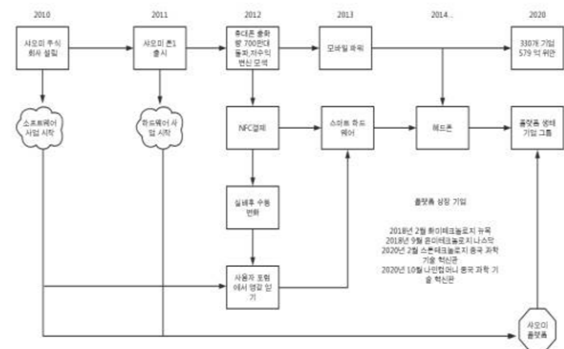 2010
2011
2012
2013
2014..
2020
샤오미 주식
회사 설립
샤오미 폰1
출시
휴대폰 출하
량 700만대
돌파,저수익
변신 모색
모바일 파워
330개 기업
579 억 위안
소프트웨어
사업 시작
하드웨어 사
업 시작
NFC결제
스마트 하드
웨어
헤드폰
플랫폼 생태
기업 그룹
실패후 수동
변화
사용자 포럼
에서 영감 얻
기
플랫폼 상장 기업
2018년 2월 화이테크놀로지 뉴욕
2018년 9월 윈미테크놀로지 나스닥
2020년 2월 스톤테크놀로지 중국 과학
기술 혁신판
2020년 10월 나인컴퍼니 중국 과학 기
술 혁신판
샤오미
플랫폼